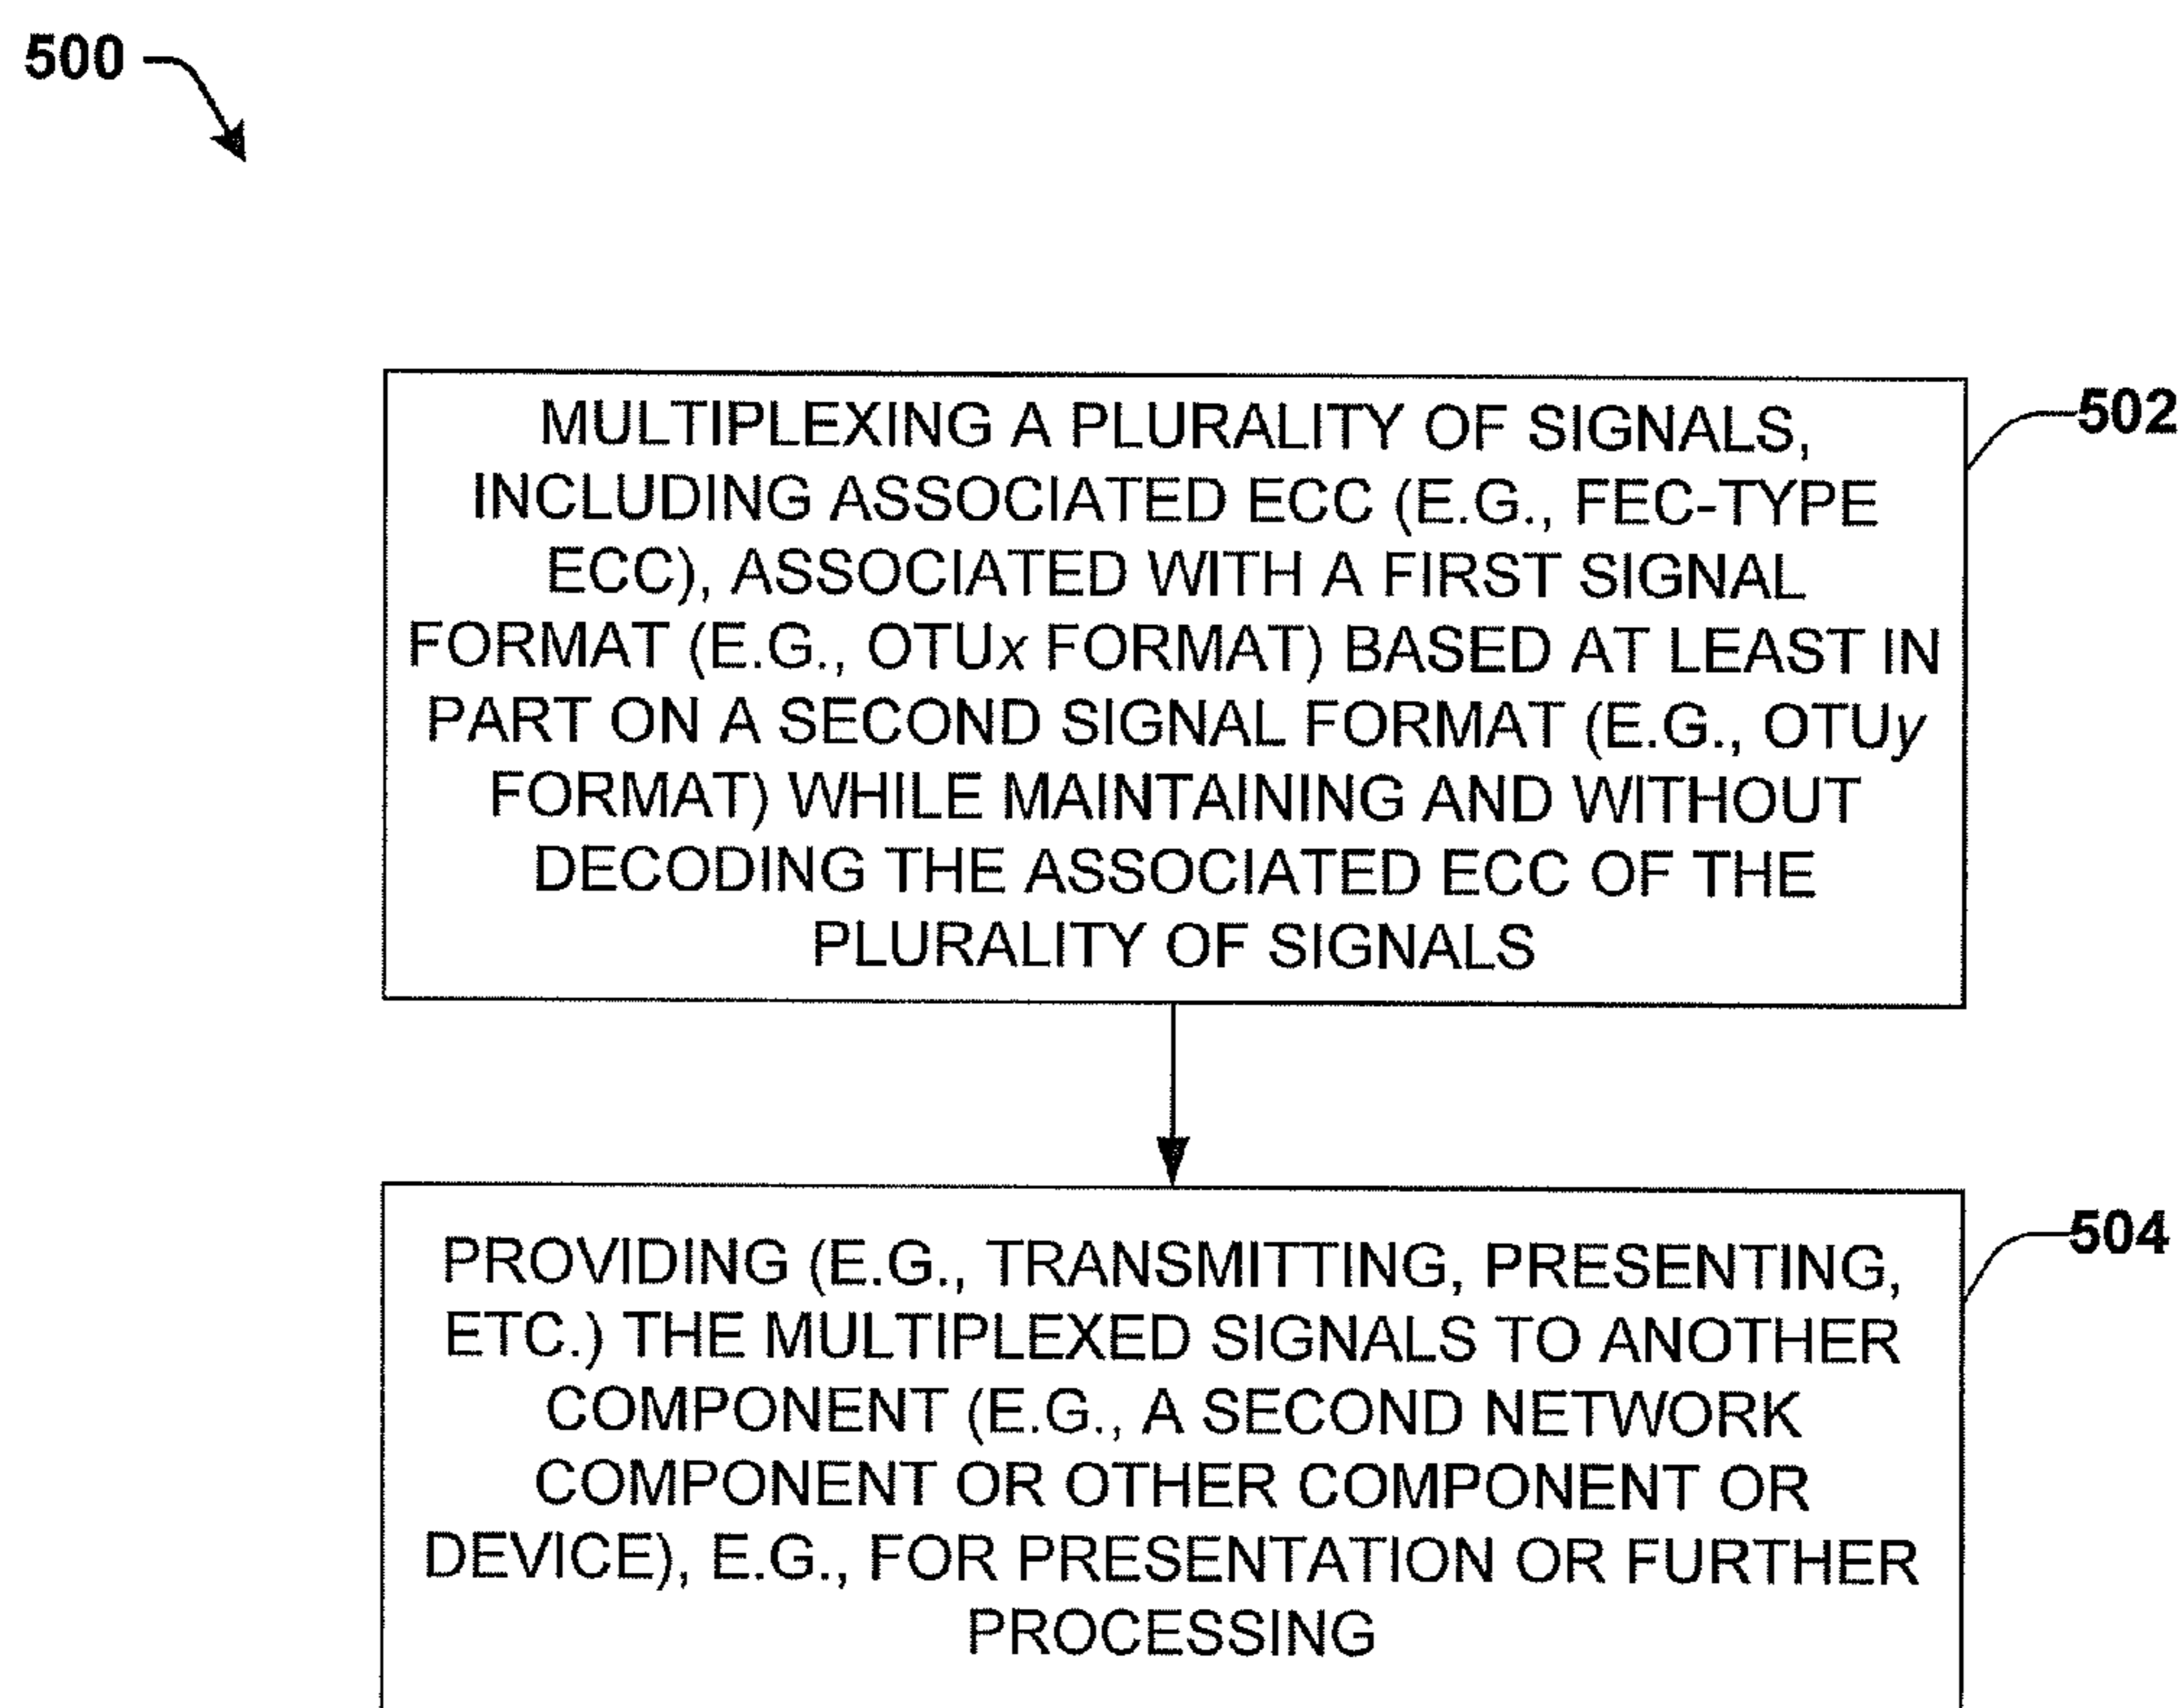 500
MULTIPLEXING A PLURALITY OF SIGNALS,
INCLUDING ASSOCIATED ECC (E.G., FEC-TYPE
ECC), ASSOCIATED WITH A FIRST SIGNAL
FORMAT (E.G., OTUx FORMAT) BASED AT LEAST IN
PART ON A SECOND SIGNAL FORMAT (E.G., OTUy
FORMAT) WHILE MAINTAINING AND WITHOUT
DECODING THE ASSOCIATED ECC OF THE
PLURALITY OF SIGNALS
502
PROVIDING (E.G., TRANSMITTING, PRESENTING,
ETC.) THE MULTIPLEXED SIGNALS TO ANOTHER
COMPONENT (E.G., A SECOND NETWORK
COMPONENT OR OTHER COMPONENT OR
DEVICE), E.G., FOR PRESENTATION OR FURTHER
PROCESSING
504